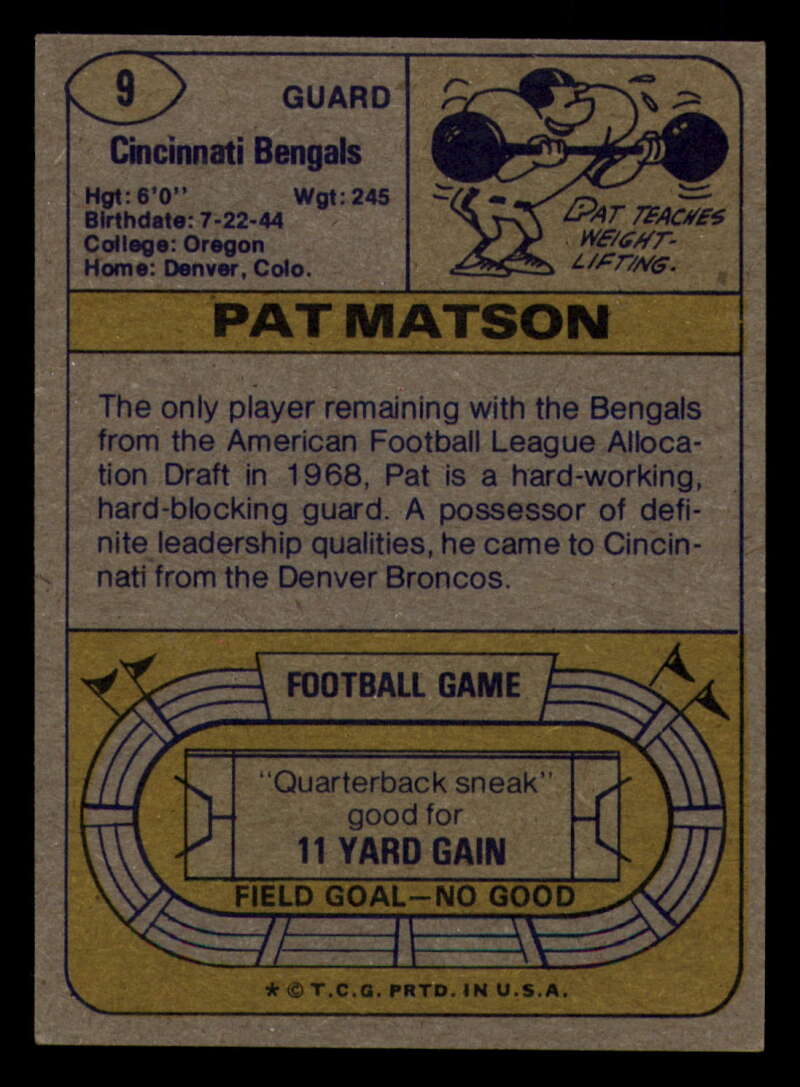 9
GUARD
Cincinnati Bengals
Hgt: 6'0" Wgt: 245
Birthdate: 7-22-44
College: Oregon
Home: Denver, Colo.
PAT TEACHES
WEIGHT-
LIFTING.
PAT MATSON
The only player remaining with the Bengals
from the American Football League Alloca-
tion Draft in 1968, Pat is a hard-working,
hard-blocking guard. A possessor of defi-
nite leadership qualities, he came to Cincin-
nati from the Denver Broncos.
FOOTBALL GAME
"Quarterback sneak"
good for
11 YARD GAIN
FIELD GOAL—NO GOOD
* © T.C.G. PRTD. IN U.S.A.